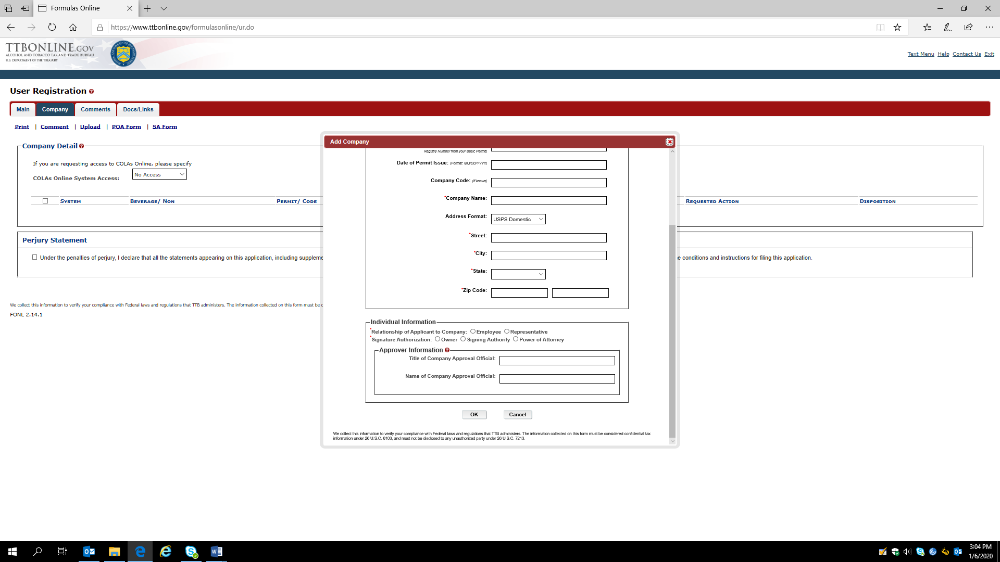 Formulas Online
https://www.ttbonline.gov/formulasonline/ur.do
TTBONLINE.GOV
ALCOHOL AND TOBACCO TAX AND TRADE BUREAU
U.S. DEPARTMENT OF THE TREASURY
Text Menu Help Contact Us Exit
User Registration
Main Company Comments Docs/Links
Print | Comment | Upload | POA Form | SA Form
Company Detail
If you are requesting access to COLAs Online, please specify
COLAs Online System Access: No Access
SYSTEM BEVERAGE/ NON PERMIT/ CODE REQUESTED ACTION DISPOSITION
Perjury Statement
Under the penalties of perjury, I declare that all the statements appearing on this application, including suppleme
e conditions and instructions for filing this application.
We collect this information to verify your compliance with Federal laws and regulations that TTB administers. The information collected on this form must be c
FONL 2.14.1
Add Company
Registry Number from your Basic Permit)
Date of Permit Issue: (Format: MM/DD/YYYY)
Company Code: (if known)
*Company Name:
Address Format: USPS Domestic
*Street:
*City:
*State:
*Zip Code:
Individual Information
*Relationship of Applicant to Company: Employee Representative
*Signature Authorization: Owner Signing Authority Power of Attorney
Approver Information
Title of Company Approval Official:
Name of Company Approval Official:
OK Cancel
We collect this information to verify your compliance with Federal laws and regulations that TTB administers. The information collected on this form must be considered confidential tax
information under 26 U.S.C. 6103, and must not be disclosed to any unauthorized party under 26 U.S.C. 7213.
3:04 PM
1/6/2020